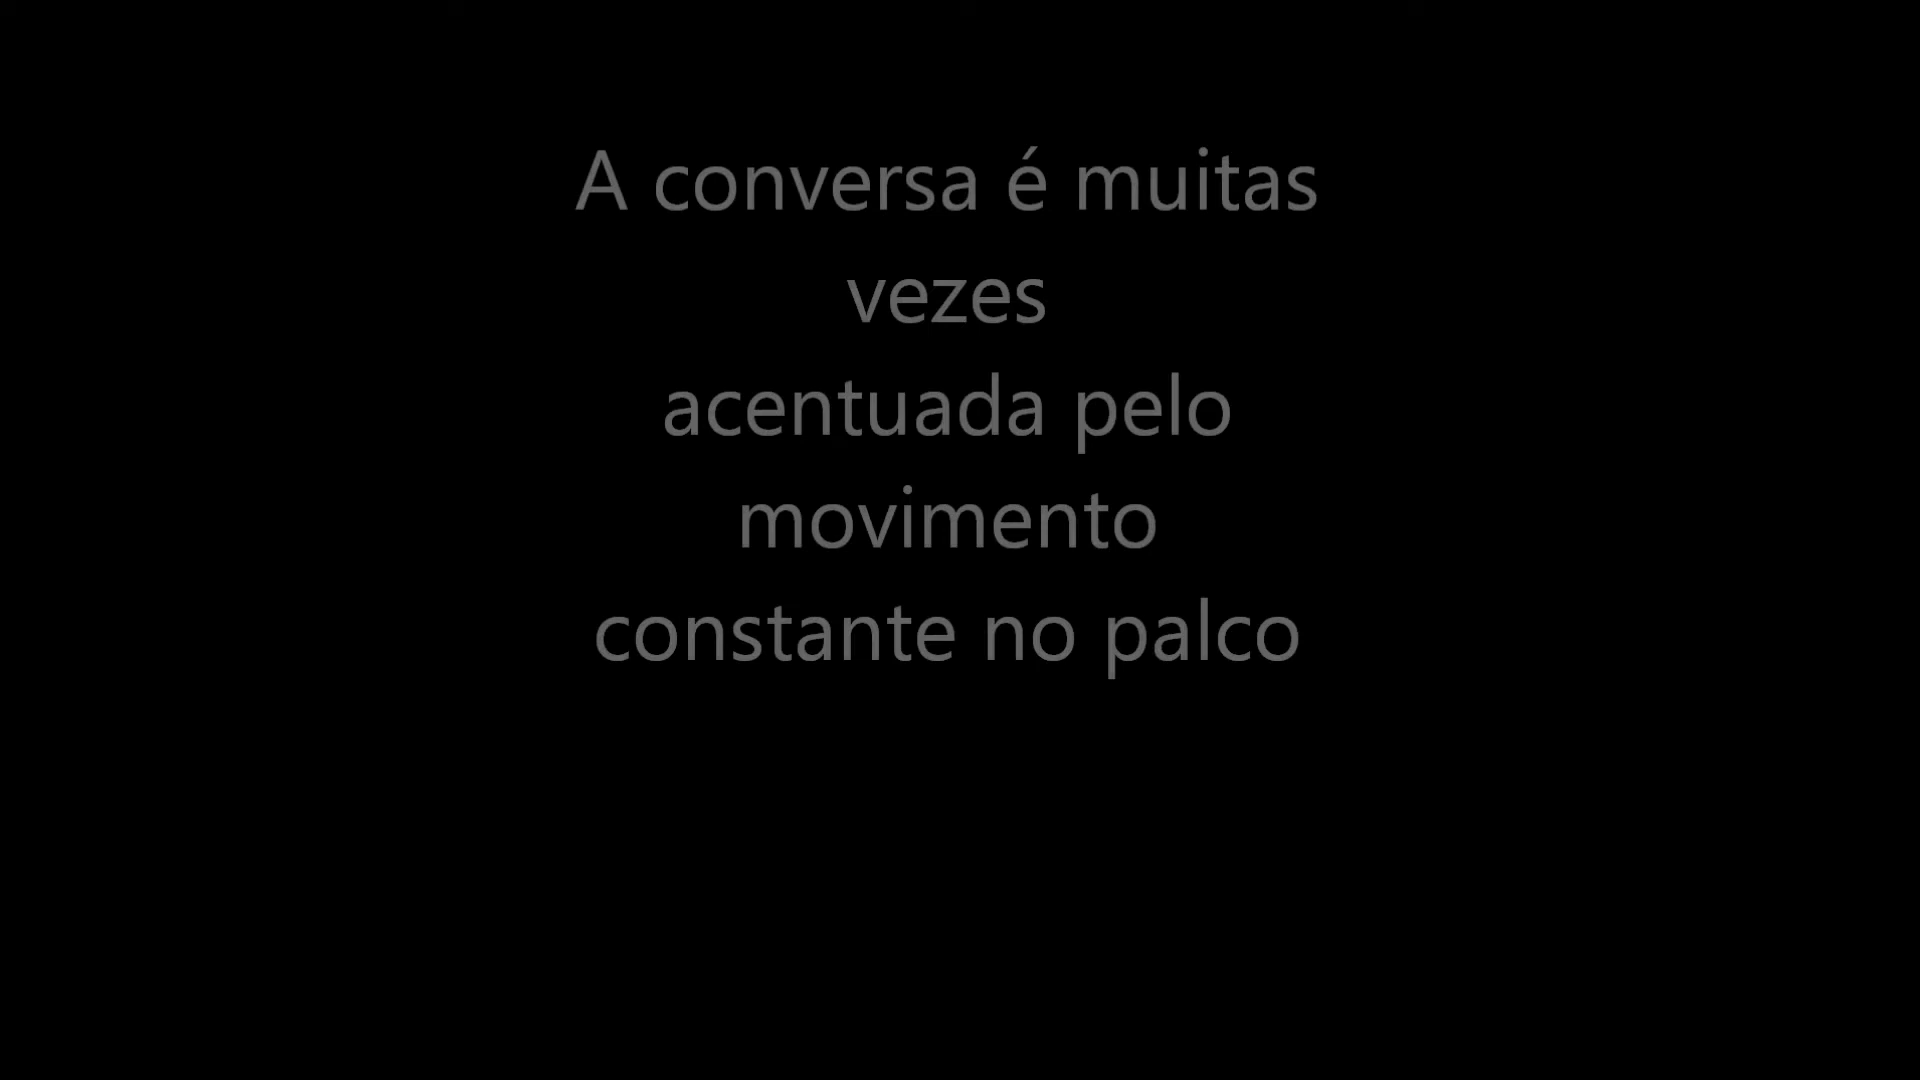 A conversa é muitas
vezes
acentuada pelo
movimento
constante no palco